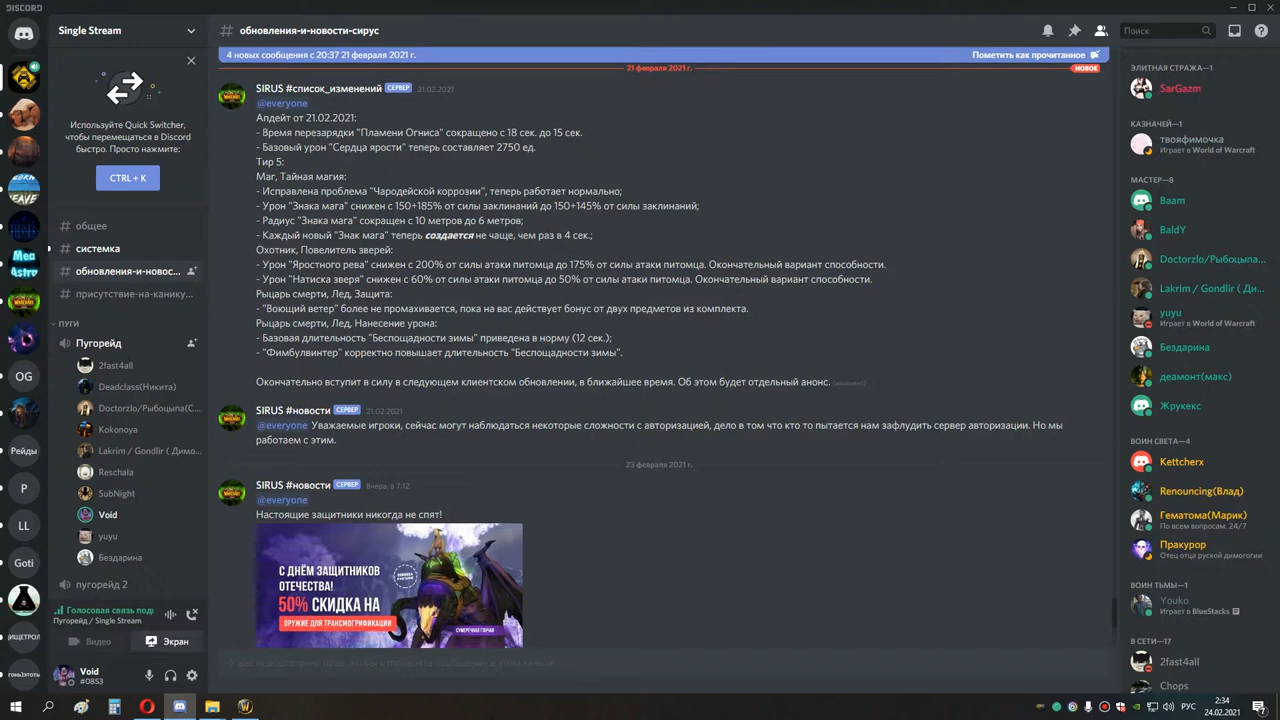 DISCORD
Single Stream
Используйте Quick Switcher,
чтобы перемещаться в Discord
быстро. Просто нажмите:
CTRL + K
общее
системка
обновления-и-новос...
присутствие-на-канику...
ПУГИ
Пугорейд
2fast4all
Deadclass(Никита)
Doctorzlo/Рыбоцыпа(С...
Kokonoya
Lakrim / Gondlir ( Димо...
Reschala
SubNight
Void
yuyu
Бездарина
пугорейд 2
Голосовая связь под
Пугорейд / Single Stream
Видео
Экран
Void
#0853
Mea
Astro
OG
Рейды
P
LL
Goti
обновления-и-новости-сирус
Поиск
4 новых сообщения с 20:37 21 февраля 2021 г.
Пометить как прочитанное
21 февраля 2021 г.
НОВОЕ
SIRUS #список_изменений СЕРВЕР 21.02.2021
@everyone
Апдейт от 21.02.2021:
- Время перезарядки "Пламени Огниса" сокращено с 18 сек. до 15 сек.
- Базовый урон "Сердца ярости" теперь составляет 2750 ед.
Тир 5:
Маг, Тайная магия:
- Исправлена проблема "Чародейской коррозии", теперь работает нормально;
- Урон "Знака мага" снижен с 150+185% от силы заклинаний до 150+145% от силы заклинаний;
- Радиус "Знака мага" сокращен с 10 метров до 6 метров;
- Каждый новый "Знак мага" теперь создается не чаще, чем раз в 4 сек.;
Охотник, Повелитель зверей:
- Урон "Яростного рева" снижен с 200% от силы атаки питомца до 175% от силы атаки питомца. Окончательный вариант способности.
- Урон "Натиска зверя" снижен с 60% от силы атаки питомца до 50% от силы атаки питомца. Окончательный вариант способности.
Рыцарь смерти, Лед, Защита:
- "Воющий ветер" более не промахивается, пока на вас действует бонус от двух предметов из комплекта.
Рыцарь смерти, Лед, Нанесение урона:
- Базовая длительность "Беспощадности зимы" приведена в норму (12 сек.);
- "Фимбулвинтер" корректно повышает длительность "Беспощадности зимы".
Окончательно вступит в силу в следующем клиентском обновлении, в ближайшее время. Об этом будет отдельный анонс.
SIRUS #новости СЕРВЕР 21.02.2021
@everyone Уважаемые игроки, сейчас могут наблюдаться некоторые сложности с авторизацией, дело в том что кто то пытается нам зафлудить сервер авторизации. Но мы
работаем с этим.
23 февраля 2021 г.
SIRUS #новости СЕРВЕР Вчера, в 7:12
@everyone
Настоящие защитники никогда не спят!
С ДНЁМ ЗАЩИТНИКОВ
ОТЕЧЕСТВА!
50% СКИДКА НА
ОРУЖИЕ ДЛЯ ТРАНСМОГРИФИКАЦИИ
СУМЕРЕЧНАЯ ГОНЧАЯ
ЭЛИТНАЯ СТРАЖА—1
SarGazm
КАЗНАЧЕЙ—1
твояфимочка
Играет в World of Warcraft
МАСТЕР—8
Baam
BaldY
Doctorzlo/Рыбоцыпа...
Lakrim / Gondlir ( Ди...
yuyu
Играет в World of Warcraft
Бездарина
деамонт(макс)
Жрукекс
ВОИН СВЕТА—4
Kettcherx
Renouncing(Влад)
Гематома(Марик)
По всем вопросам. 24/7
Пракурор
Отец отца руской димогогии
ВОИН ТЬМЫ—1
Youko
Играет в BlueStacks
В СЕТИ—17
2fast4all
Chops
РУС
2:34
24.02.2021